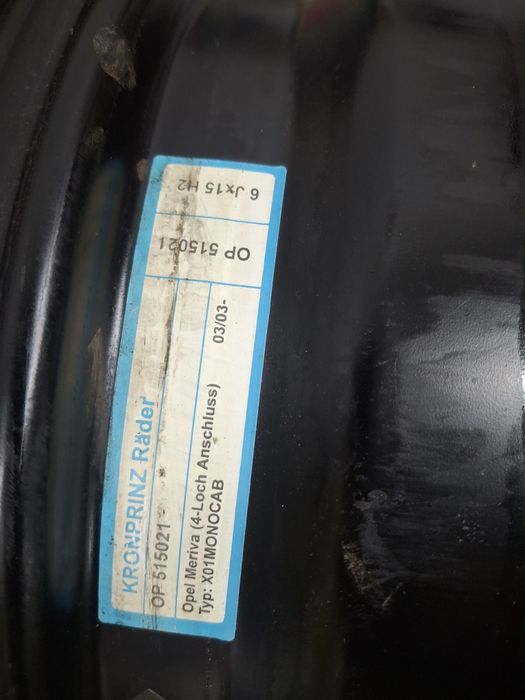 KRONPRINZ Räder
OP 515021
Opel Meriva (4-Loch Anschluss) 03/03-
Typ: X01MONOCAB
OP 515021
6 Jx15 H2